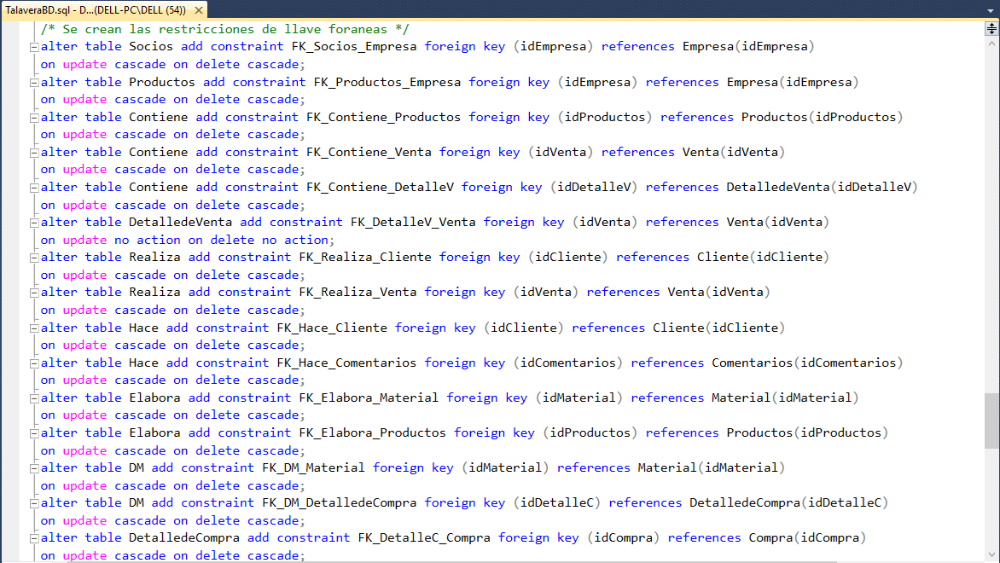 TalaveraBD.sql - D...(DELL-PC\DELL (54))
/* Se crean las restricciones de llave foraneas */
alter table Socios add constraint FK_Socios_Empresa foreign key (idEmpresa) references Empresa(idEmpresa)
on update cascade on delete cascade;
alter table Productos add constraint FK_Productos_Empresa foreign key (idEmpresa) references Empresa(idEmpresa)
on update cascade on delete cascade;
alter table Contiene add constraint FK_Contiene_Productos foreign key (idProductos) references Productos(idProductos)
on update cascade on delete cascade;
alter table Contiene add constraint FK_Contiene_Venta foreign key (idVenta) references Venta(idVenta)
on update cascade on delete cascade;
alter table Contiene add constraint FK_Contiene_DetalleV foreign key (idDetalleV) references DetalledeVenta(idDetalleV)
on update cascade on delete cascade;
alter table DetalledeVenta add constraint FK_DetalleV_Venta foreign key (idVenta) references Venta(idVenta)
on update no action on delete no action;
alter table Realiza add constraint FK_Realiza_Cliente foreign key (idCliente) references Cliente(idCliente)
on update cascade on delete cascade;
alter table Realiza add constraint FK_Realiza_Venta foreign key (idVenta) references Venta(idVenta)
on update cascade on delete cascade;
alter table Hace add constraint FK_Hace_Cliente foreign key (idCliente) references Cliente(idCliente)
on update cascade on delete cascade;
alter table Hace add constraint FK_Hace_Comentarios foreign key (idComentarios) references Comentarios(idComentarios)
on update cascade on delete cascade;
alter table Elabora add constraint FK_Elabora_Material foreign key (idMaterial) references Material(idMaterial)
on update cascade on delete cascade;
alter table Elabora add constraint FK_Elabora_Productos foreign key (idProductos) references Productos(idProductos)
on update cascade on delete cascade;
alter table DM add constraint FK_DM_Material foreign key (idMaterial) references Material(idMaterial)
on update cascade on delete cascade;
alter table DM add constraint FK_DM_DetalledeCompra foreign key (idDetalleC) references DetalledeCompra(idDetalleC)
on update cascade on delete cascade;
alter table DetalledeCompra add constraint FK_DetalleC_Compra foreign key (idCompra) references Compra(idCompra)
on update cascade on delete cascade;